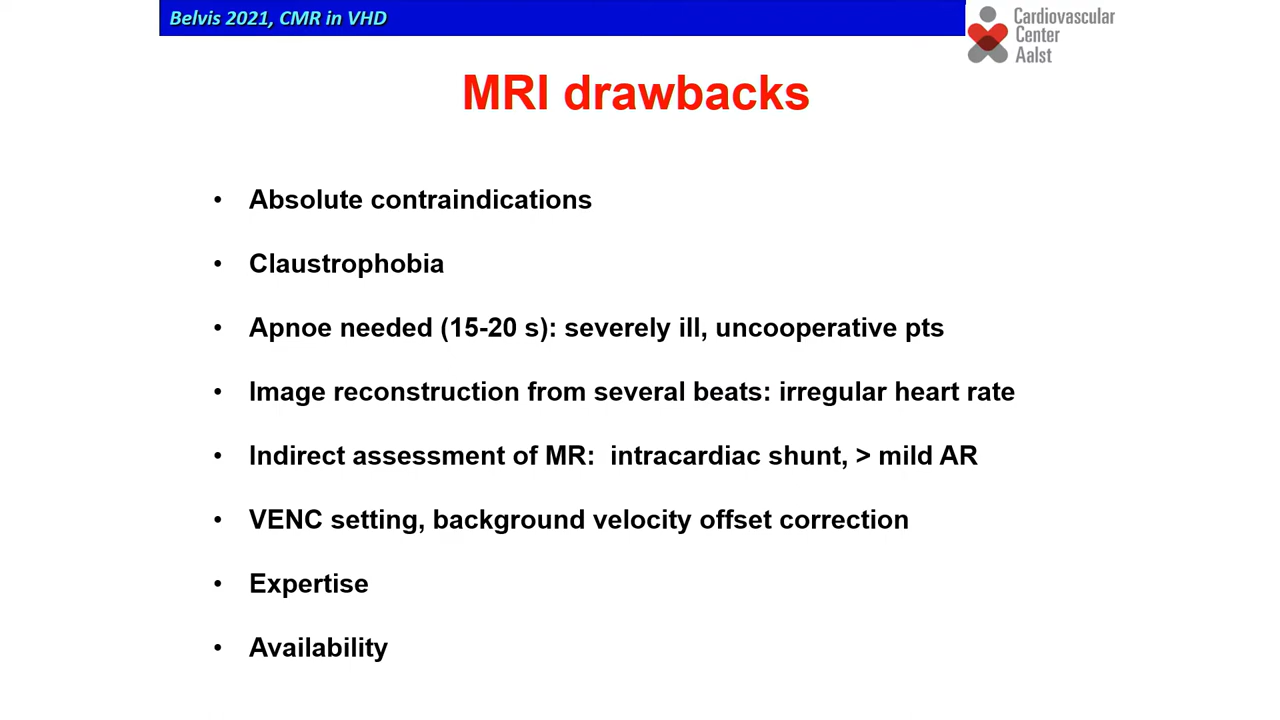 Belvis 2021, CMR in VHD
Cardiovascular
Center
Aalst
MRI drawbacks
• Absolute contraindications
• Claustrophobia
• Apnoe needed (15-20 s): severely ill, uncooperative pts
• Image reconstruction from several beats: irregular heart rate
• Indirect assessment of MR:  intracardiac shunt, > mild AR
• VENC setting, background velocity offset correction
• Expertise
• Availability